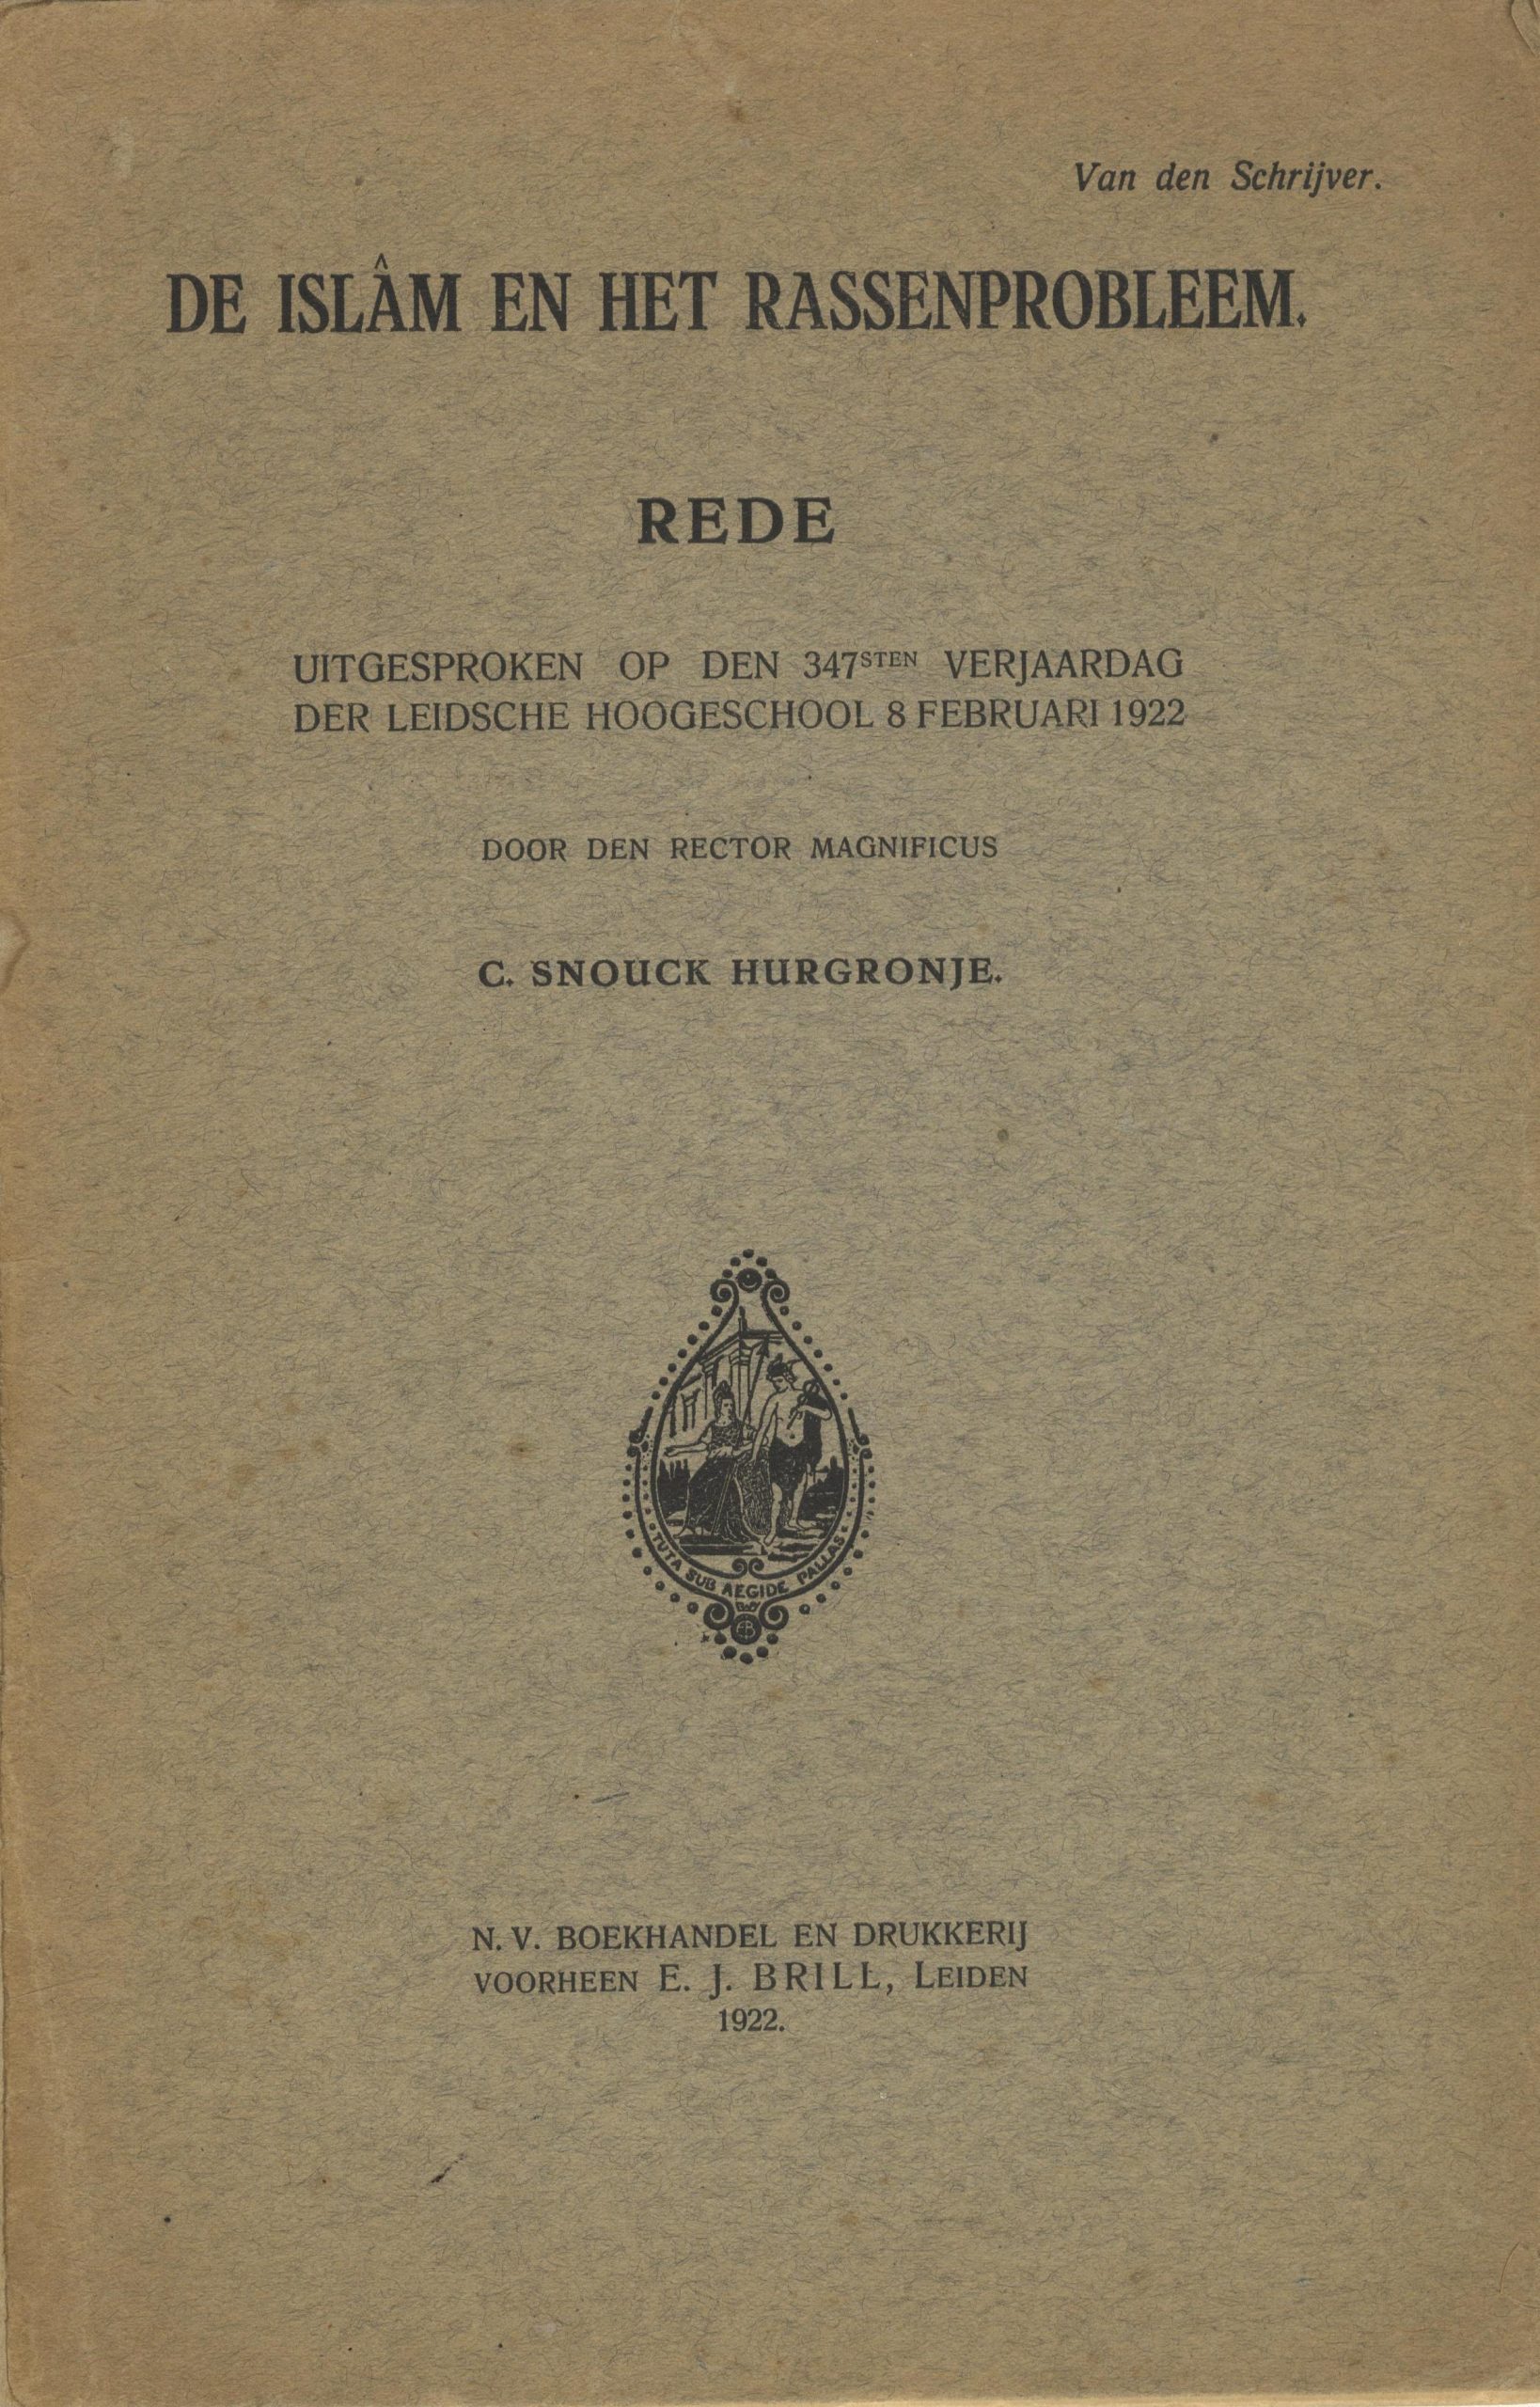 Van den Schrijver.
DE ISLÂM EN HET RASSENPROBLEEM.
REDE
UITGESPROKEN OP DEN 347STEN VERJAARDAG
DER LEIDSCHE HOOGESCHOOL 8 FEBRUARI 1922
DOOR DEN RECTOR MAGNIFICUS
C. SNOUCK HURGRONJE.
TUTA SUB AEGIDE PALLAS
EB
N. V. BOEKHANDEL EN DRUKKERIJ
VOORHEEN E. J. BRILL, LEIDEN
1922.